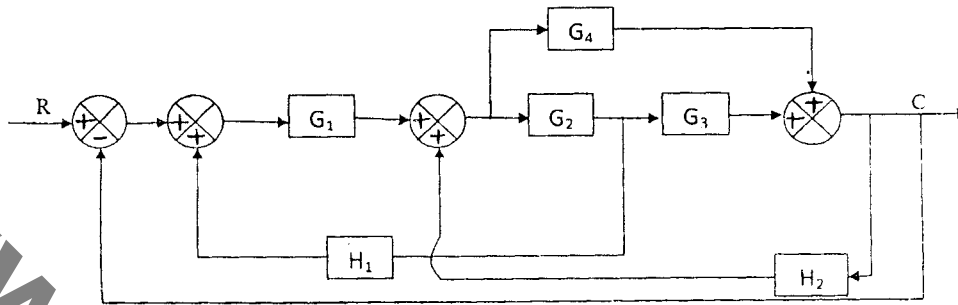 G₄
R
+
-
+
+
G₁
+
+
G₂
G₃
+
+
C
H₁
H₂